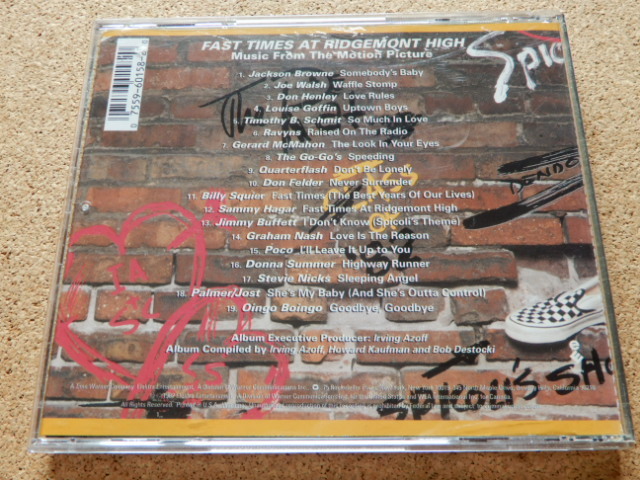 FAST TIMES AT RIDGEMONT HIGH
Music From The Motion Picture
1. Jackson Browne Somebody's Baby
2. Joe Walsh Waffle Stomp
3. Don Henley Love Rules
4. Louise Goffin Uptown Boys
5. Timothy B. Schmit So Much In Love
6. Ravyns Raised On The Radio
7. Gerard McMahon The Look In Your Eyes
8. The Go-Go's Speeding
9. Quarterflash Don't Be Lonely
10. Don Felder Never Surrender
11. Billy Squier Fast Times (The Best Years Of Our Lives)
12. Sammy Hagar Fast Times At Ridgemont High
13. Jimmy Buffett I Don't Know (Spicoli's Theme)
14. Graham Nash Love Is The Reason
15. Poco I'll Leave It Up to You
16. Donna Summer Highway Runner
17. Stevie Nicks Sleeping Angel
18. Palmer/Jost She's My Baby (And She's Outta Control)
19. Oingo Boingo Goodbye, Goodbye
Album Executive Producer: Irving Azoff
Album Compiled by Irving Azoff, Howard Kaufman and Bob Destocki
All Rights Reserved.
0 7559-60158-2 8
SPIC
'S SHO